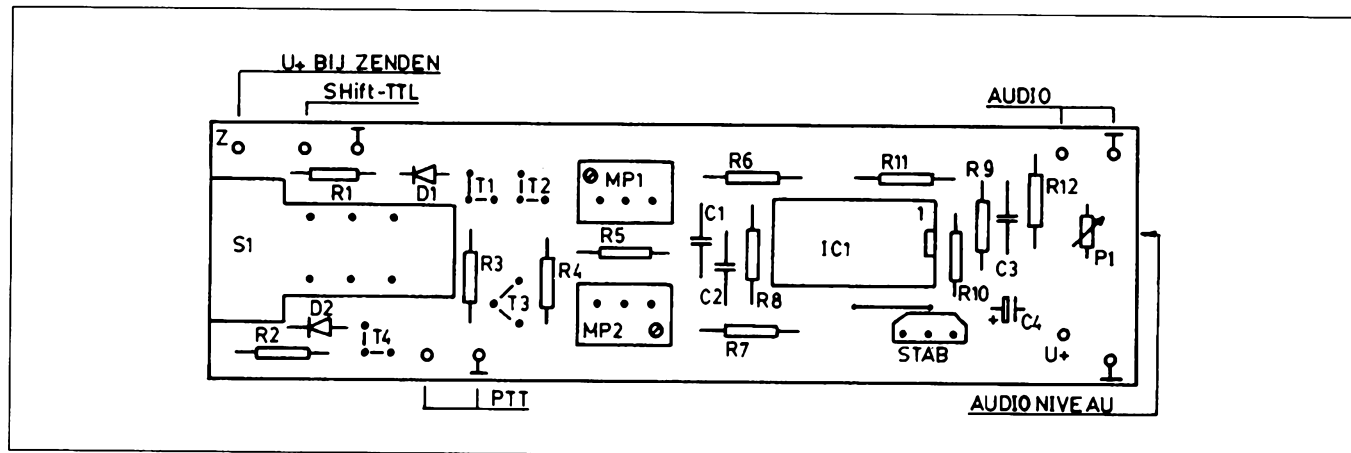 U+ BIJ ZENDEN
SHift-TTL
AUDIO
Z
R1
D1
T1
T2
MP1
R6
R11
R9
R12
S1
C1
1
R5
IC1
R3
R4
C3
P1
T3
C2
R8
R10
D2
MP2
C4
R2
T4
R7
STAB
+
U+
PTT
AUDIO NIVEAU